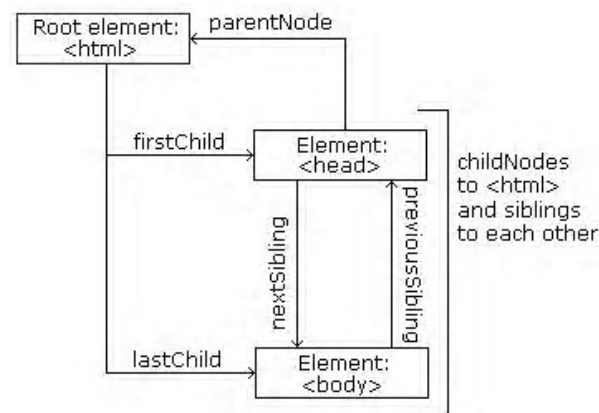 Root element:
<html>
parentNode
firstChild
Element:
<head>
childNodes
to <html>
and siblings
to each other
nextSibling
previousSibling
lastChild
Element:
<body>